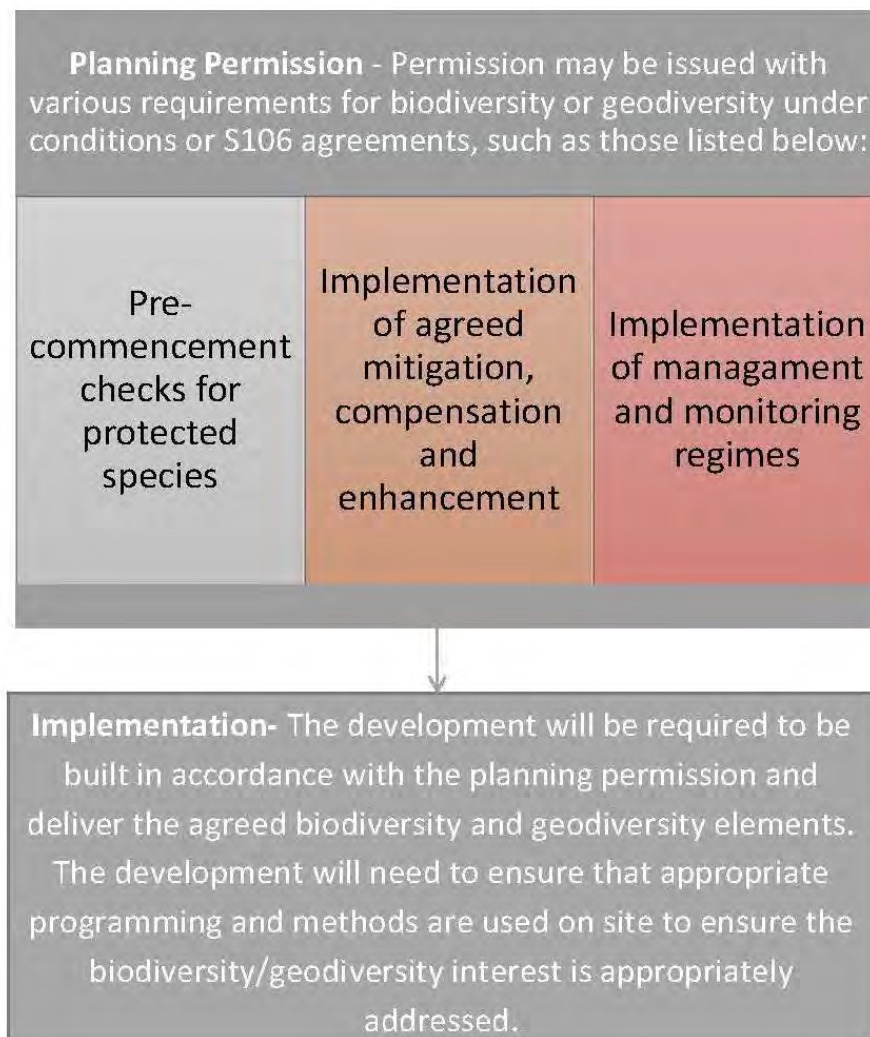 Planning Permission - Permission may be issued with
various requirements for biodiversity or geodiversity under
conditions or S106 agreements, such as those listed below:
Pre-
commencement
checks for
protected
species
Implementation
of agreed
mitigation,
compensation
and
enhancement
Implementation
of managament
and monitoring
regimes
Implementation- The development will be required to be
built in accordance with the planning permission and
deliver the agreed biodiversity and geodiversity elements.
The development will need to ensure that appropriate
programming and methods are used on site to ensure the
biodiversity/geodiversity interest is appropriately
addressed.